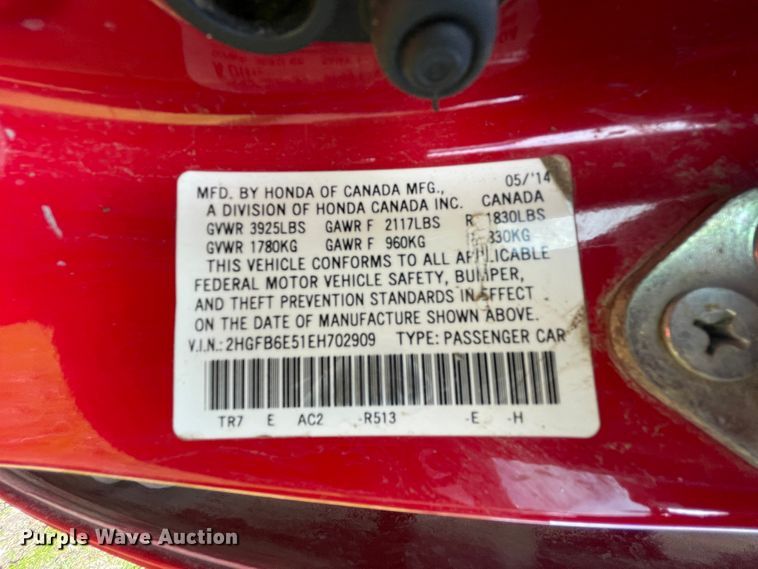 MFD. BY HONDA OF CANADA MFG., 05/'14
A DIVISION OF HONDA CANADA INC. CANADA
GVWR 3925LBS GAWR F 2117LBS R 1830LBS
GVWR 1780KG GAWR F 960KG 830KG
THIS VEHICLE CONFORMS TO ALL APPLICABLE
FEDERAL MOTOR VEHICLE SAFETY, BUMPER,
AND THEFT PREVENTION STANDARDS IN EFFECT
ON THE DATE OF MANUFACTURE SHOWN ABOVE.
V.I.N.: 2HGFB6E51EH702909 TYPE: PASSENGER CAR
TR7 E AC2 -R513 -E -H
Purple Wave Auction